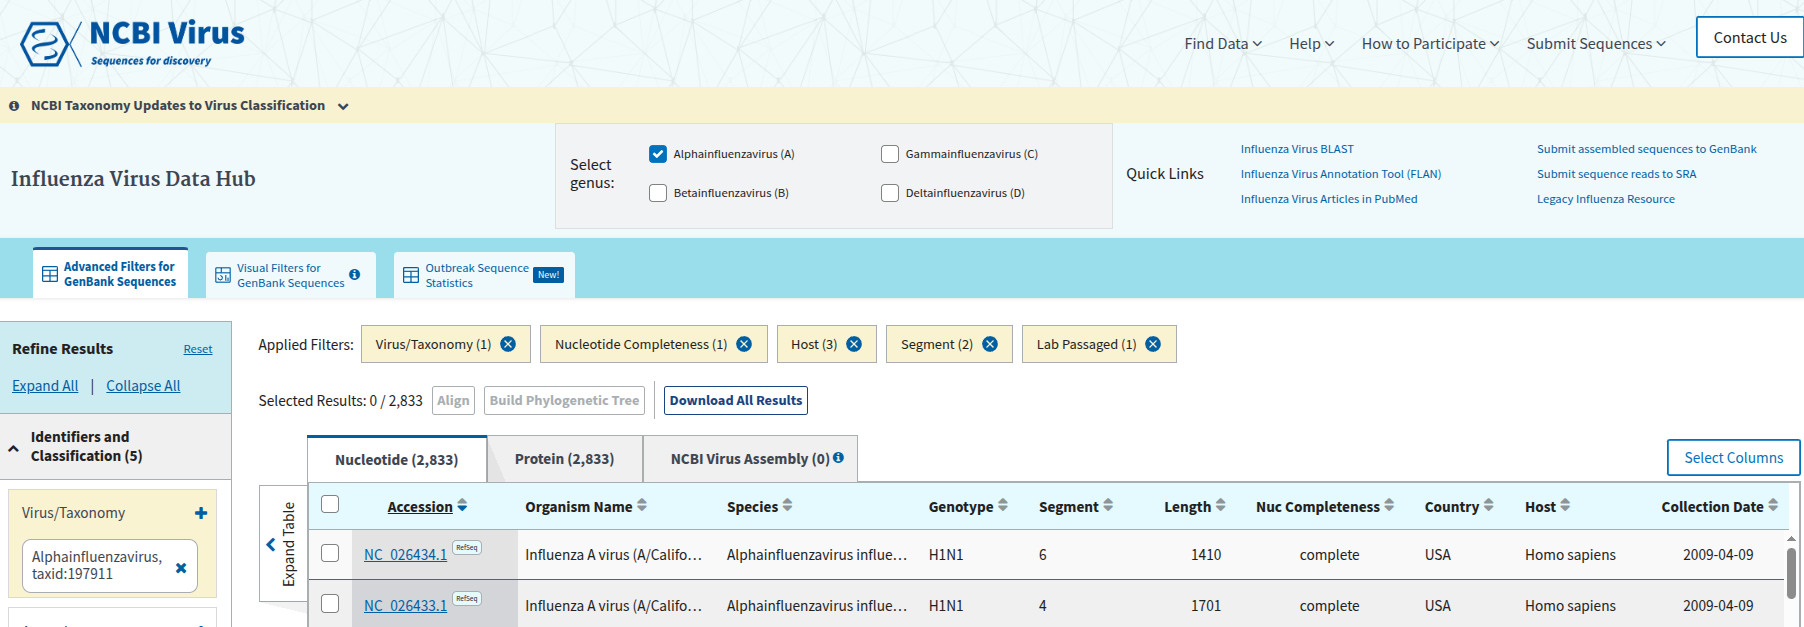 NCBI Virus
Sequences for discovery
Find Data
Help
How to Participate
Submit Sequences
Contact Us
NCBI Taxonomy Updates to Virus Classification
Influenza Virus Data Hub
Select
genus:
Alphainfluenzavirus (A)
Gammainfluenzavirus (C)
Betainfluenzavirus (B)
Deltainfluenzavirus (D)
Quick Links
Influenza Virus BLAST
Influenza Virus Annotation Tool (FLAN)
Influenza Virus Articles in PubMed
Submit assembled sequences to GenBank
Submit sequence reads to SRA
Legacy Influenza Resource
Advanced Filters for
GenBank Sequences
Visual Filters for
GenBank Sequences
Outbreak Sequence
Statistics
New!
Refine Results
Reset
Expand All | Collapse All
Identifiers and
Classification (5)
Virus/Taxonomy
Alphainfluenzavirus,
taxid:197911
Applied Filters:
Virus/Taxonomy (1)
Nucleotide Completeness (1)
Host (3)
Segment (2)
Lab Passaged (1)
Selected Results: 0 / 2,833
Align
Build Phylogenetic Tree
Download All Results
Nucleotide (2,833)
Protein (2,833)
NCBI Virus Assembly (0)
Select Columns
Expand Table
Accession Organism Name Species Genotype Segment Length Nuc Completeness Country Host Collection Date
NC_026434.1 RefSeq Influenza A virus (A/Califo... Alphainfluenzavirus influe... H1N1 6 1410 complete USA Homo sapiens 2009-04-09
NC_026433.1 RefSeq Influenza A virus (A/Califo... Alphainfluenzavirus influe... H1N1 4 1701 complete USA Homo sapiens 2009-04-09